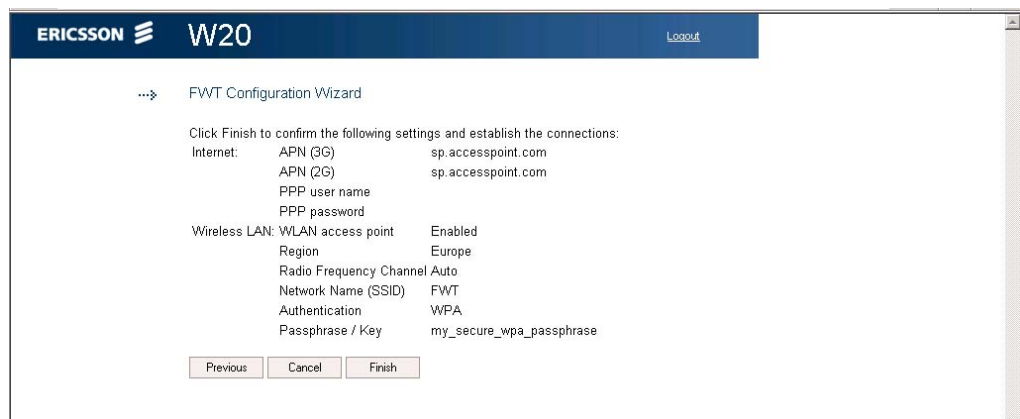 ERICSSON W20 Logout
FWT Configuration Wizard
Click Finish to confirm the following settings and establish the connections:
Internet: APN (3G) sp.accesspoint.com
APN (2G) sp.accesspoint.com
PPP user name
PPP password
Wireless LAN: WLAN access point Enabled
Region Europe
Radio Frequency Channel Auto
Network Name (SSID) FWT
Authentication WPA
Passphrase / Key my_secure_wpa_passphrase
Previous Cancel Finish